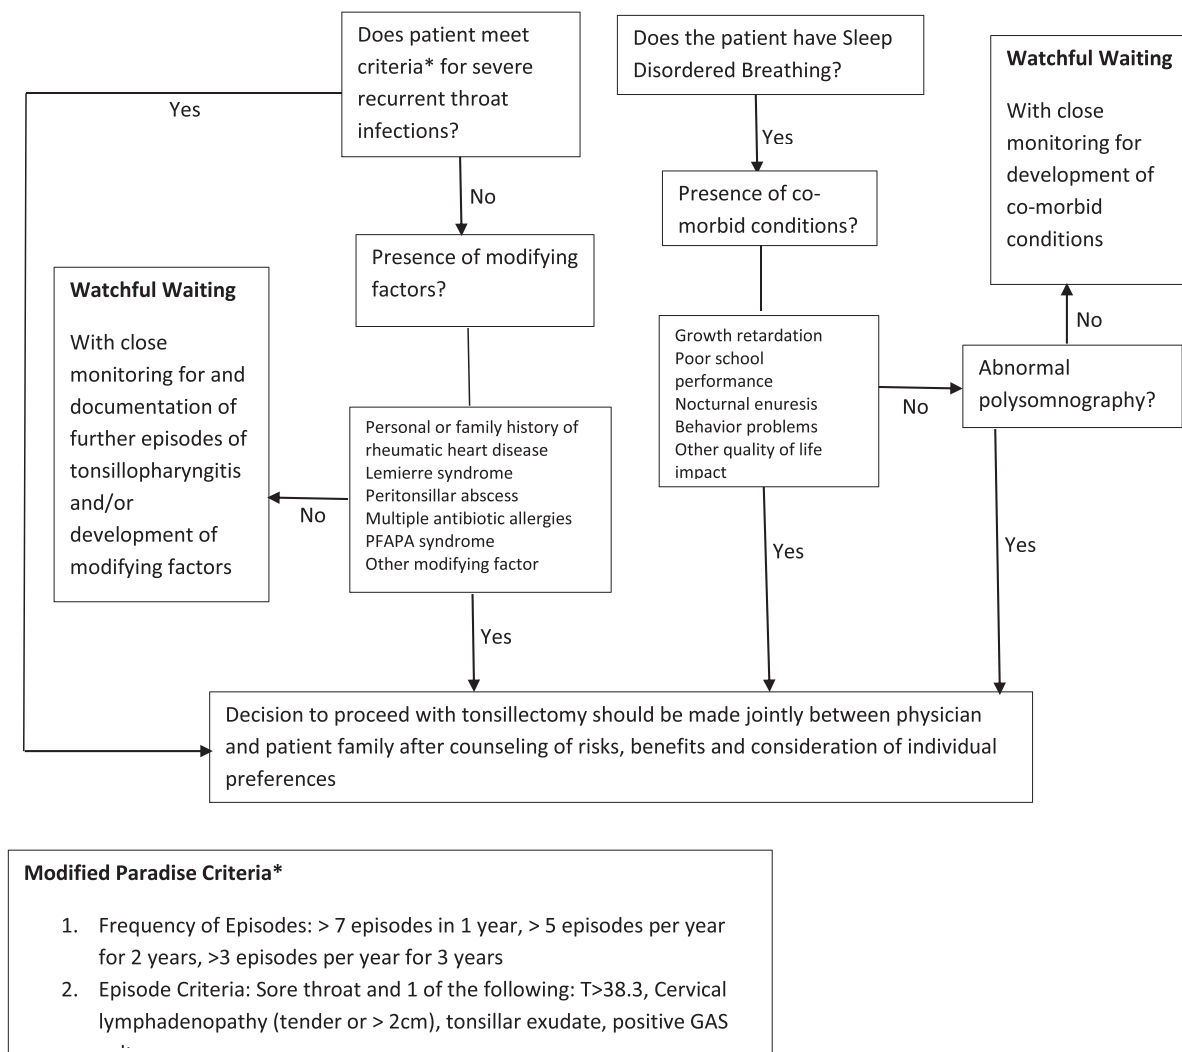 Does patient meet
criteria* for severe
recurrent throat
infections?
Yes
No
Presence of modifying
factors?
Watchful Waiting
With close
monitoring for and
documentation of
further episodes of
tonsillopharyngitis
and/or
development of
modifying factors
No
Personal or family history of
rheumatic heart disease
Lemierre syndrome
Peritonsillar abscess
Multiple antibiotic allergies
PFAPA syndrome
Other modifying factor
Yes
Does the patient have Sleep
Disordered Breathing?
Yes
Presence of co-
morbid conditions?
Growth retardation
Poor school
performance
Nocturnal enuresis
Behavior problems
Other quality of life
impact
No
Yes
Watchful Waiting
With close
monitoring for
development of
co-morbid
conditions
No
Abnormal
polysomnography?
Yes
Decision to proceed with tonsillectomy should be made jointly between physician
and patient family after counseling of risks, benefits and consideration of individual
preferences
Modified Paradise Criteria*
1. Frequency of Episodes: > 7 episodes in 1 year, > 5 episodes per year
for 2 years, >3 episodes per year for 3 years
2. Episode Criteria: Sore throat and 1 of the following: T>38.3, Cervical
lymphadenopathy (tender or > 2cm), tonsillar exudate, positive GAS